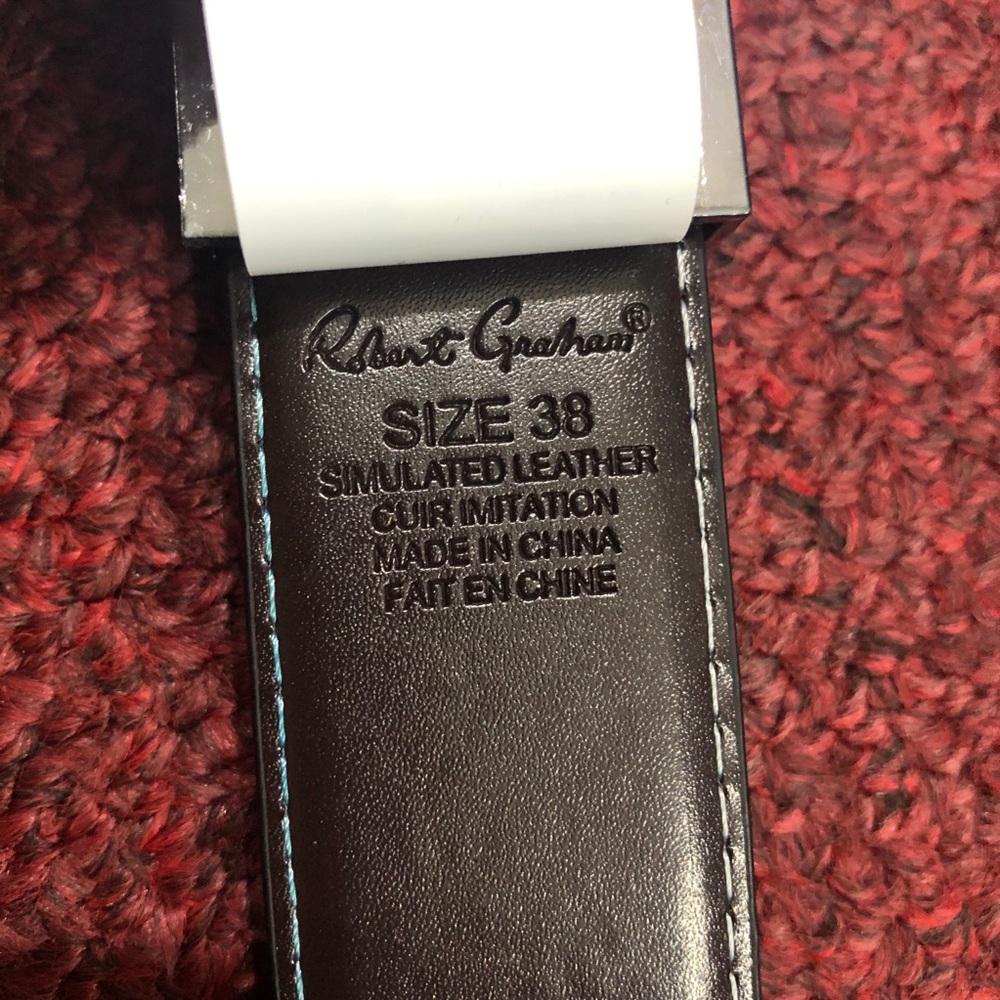 Robert Graham®
SIZE 38
SIMULATED LEATHER
CUIR IMITATION
MADE IN CHINA
FAIT EN CHINE